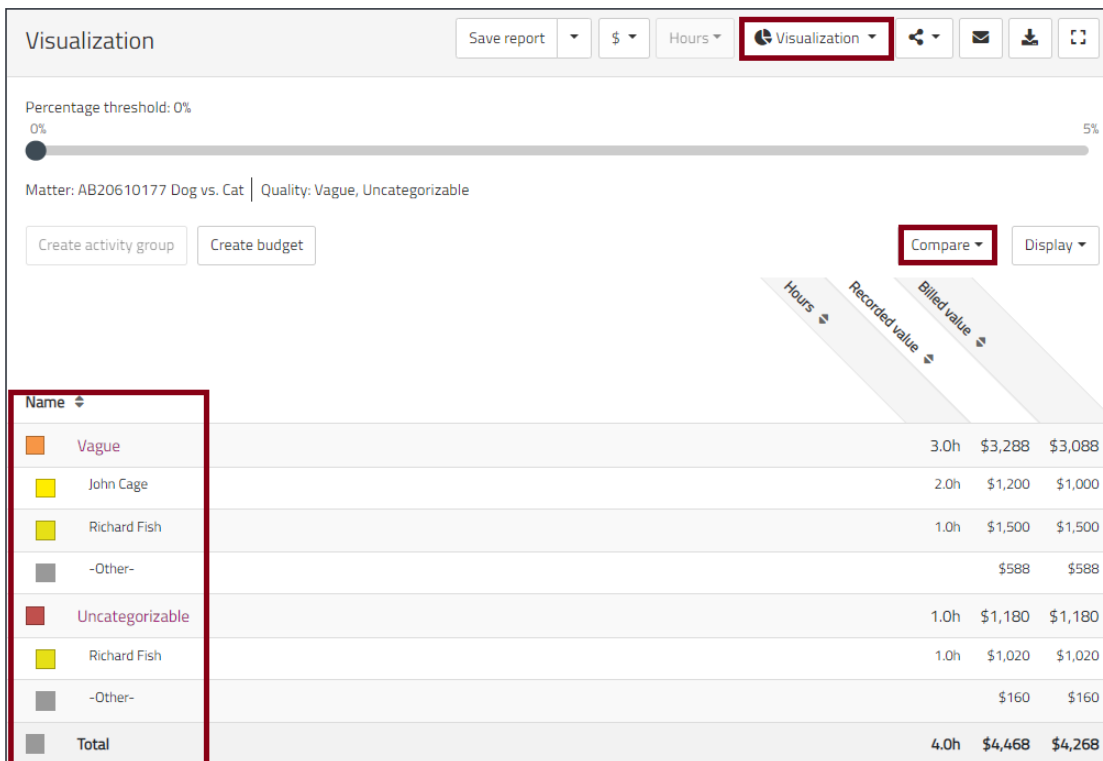 Visualization Save report $ Hours Visualization
Percentage threshold: 0%
0% 5%
Matter: AB20610177 Dog vs. Cat | Quality: Vague, Uncategorizable
Create activity group Create budget Compare Display
Hours Recorded value Billed value
Name
Vague 3.0h $3,288 $3,088
John Cage 2.0h $1,200 $1,000
Richard Fish 1.0h $1,500 $1,500
-Other- $588 $588
Uncategorizable 1.0h $1,180 $1,180
Richard Fish 1.0h $1,020 $1,020
-Other- $160 $160
Total 4.0h $4,468 $4,268